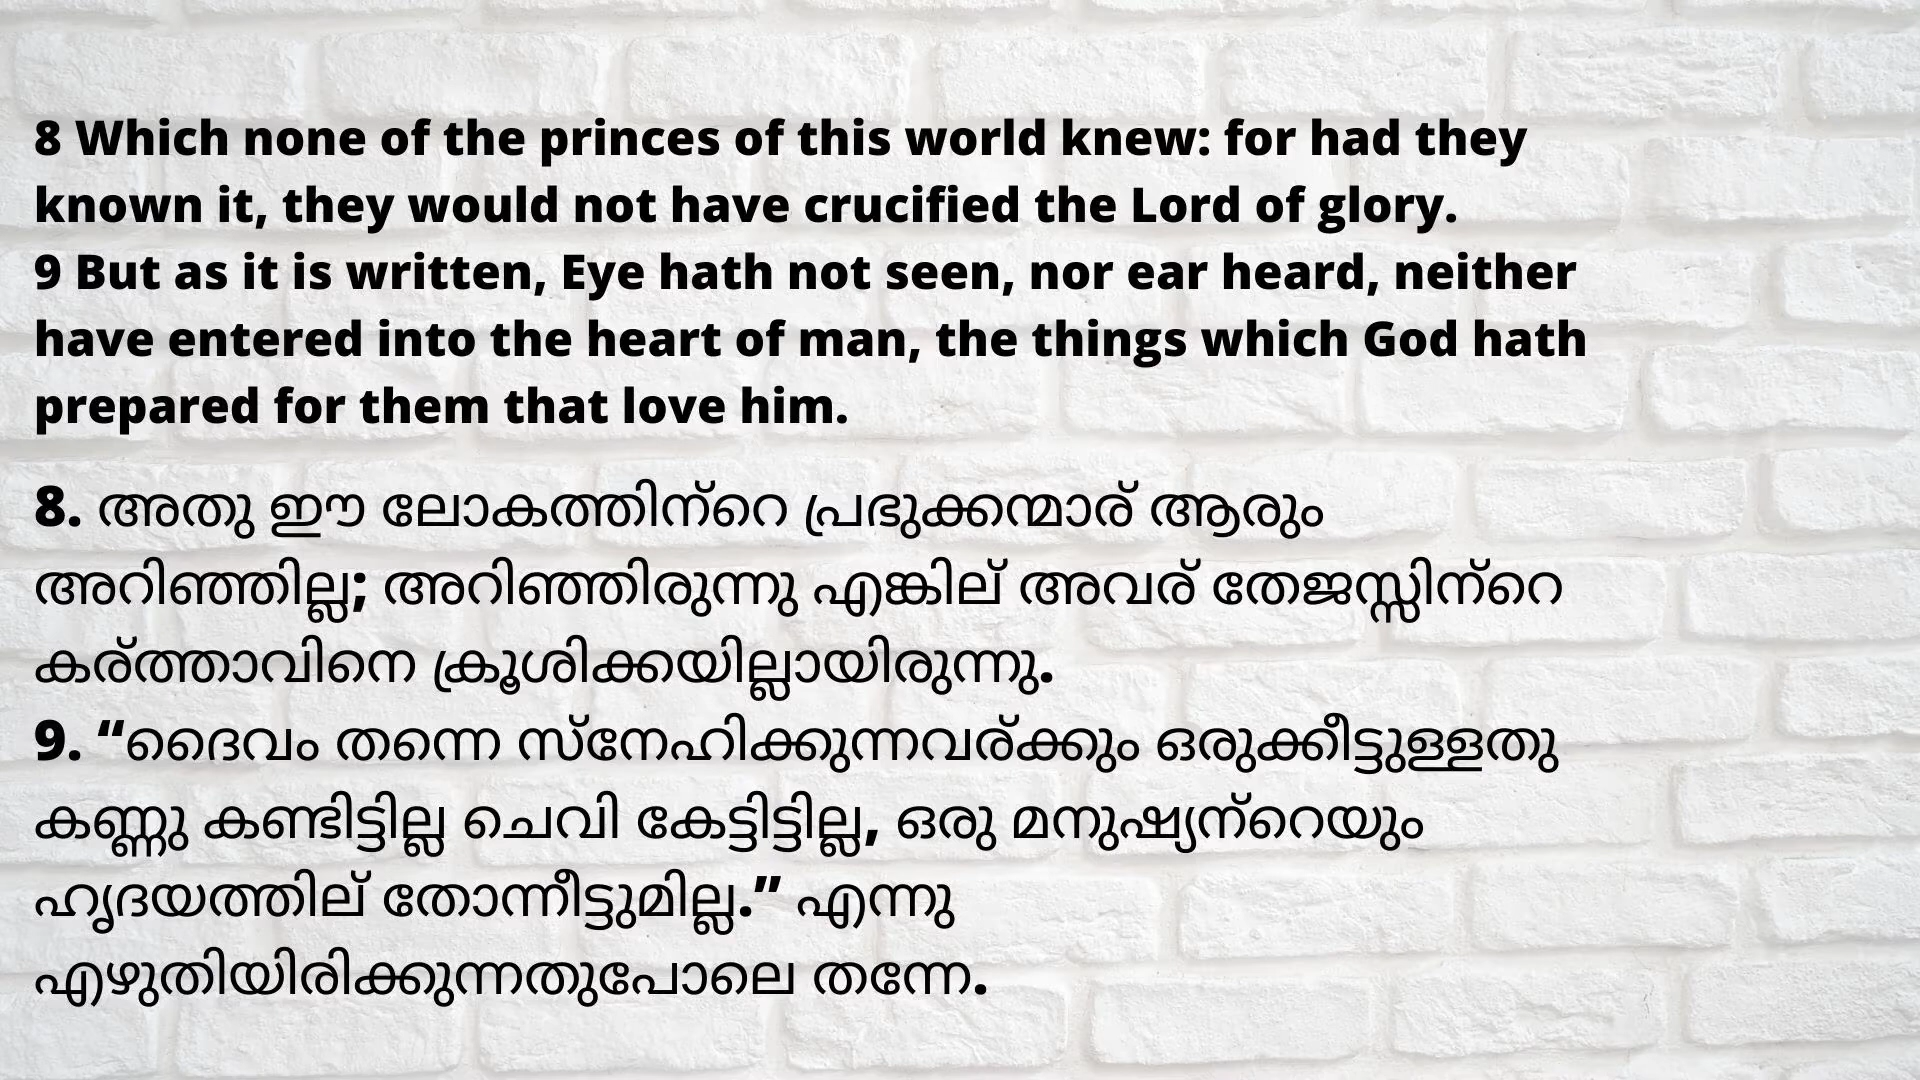 8 Which none of the princes of this world knew: for had they
known it, they would not have crucified the Lord of glory.
9 But as it is written, Eye hath not seen, nor ear heard, neither
have entered into the heart of man, the things which God hath
prepared for them that love him.
8. അതു ഈ ലോകത്തിന്റെ പ്രഭുക്കന്മാര് ആരും
അറിഞ്ഞില്ല; അറിഞ്ഞിരുന്നു എങ്കില് അവര് തേജസ്സിന്റെ
കര്ത്താവിനെ ക്രൂശിക്കയില്ലായിരുന്നു.
9. “ദൈവം തന്നെ സ്നേഹിക്കുന്നവര്ക്കും ഒരുക്കീട്ടുള്ളതു
കണ്ണു കണ്ടിട്ടില്ല ചെവി കേട്ടിട്ടില്ല, ഒരു മനുഷ്യന്റെയും
ഹൃദയത്തില് തോന്നീട്ടുമില്ല.” എന്നു
എഴുതിയിരിക്കുന്നതുപോലെ തന്നേ.